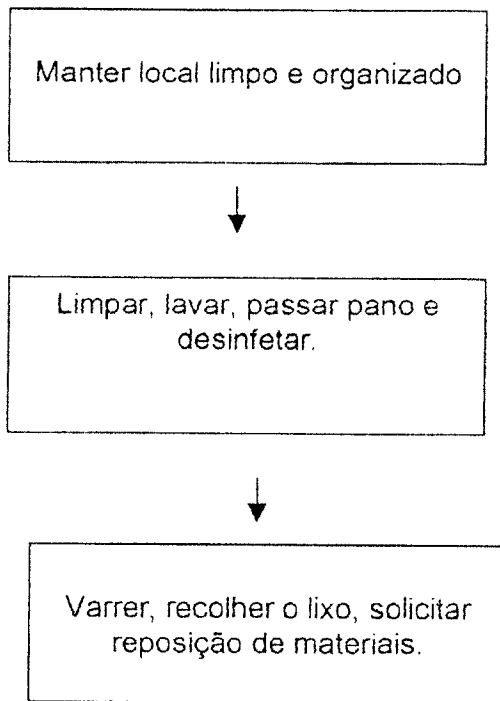 Manter local limpo e organizado
Limpar, lavar, passar pano e
desinfetar.
Varrer, recolher o lixo, solicitar
reposição de materiais.